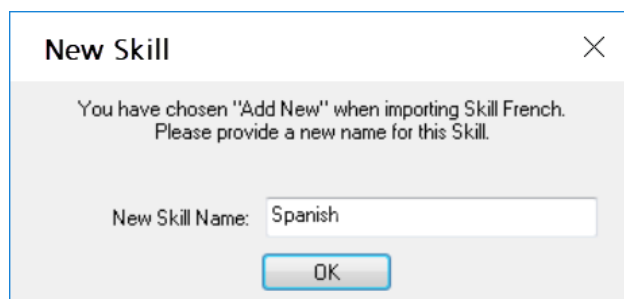 New Skill
You have chosen "Add New" when importing Skill French.
Please provide a new name for this Skill.
New Skill Name: Spanish
OK